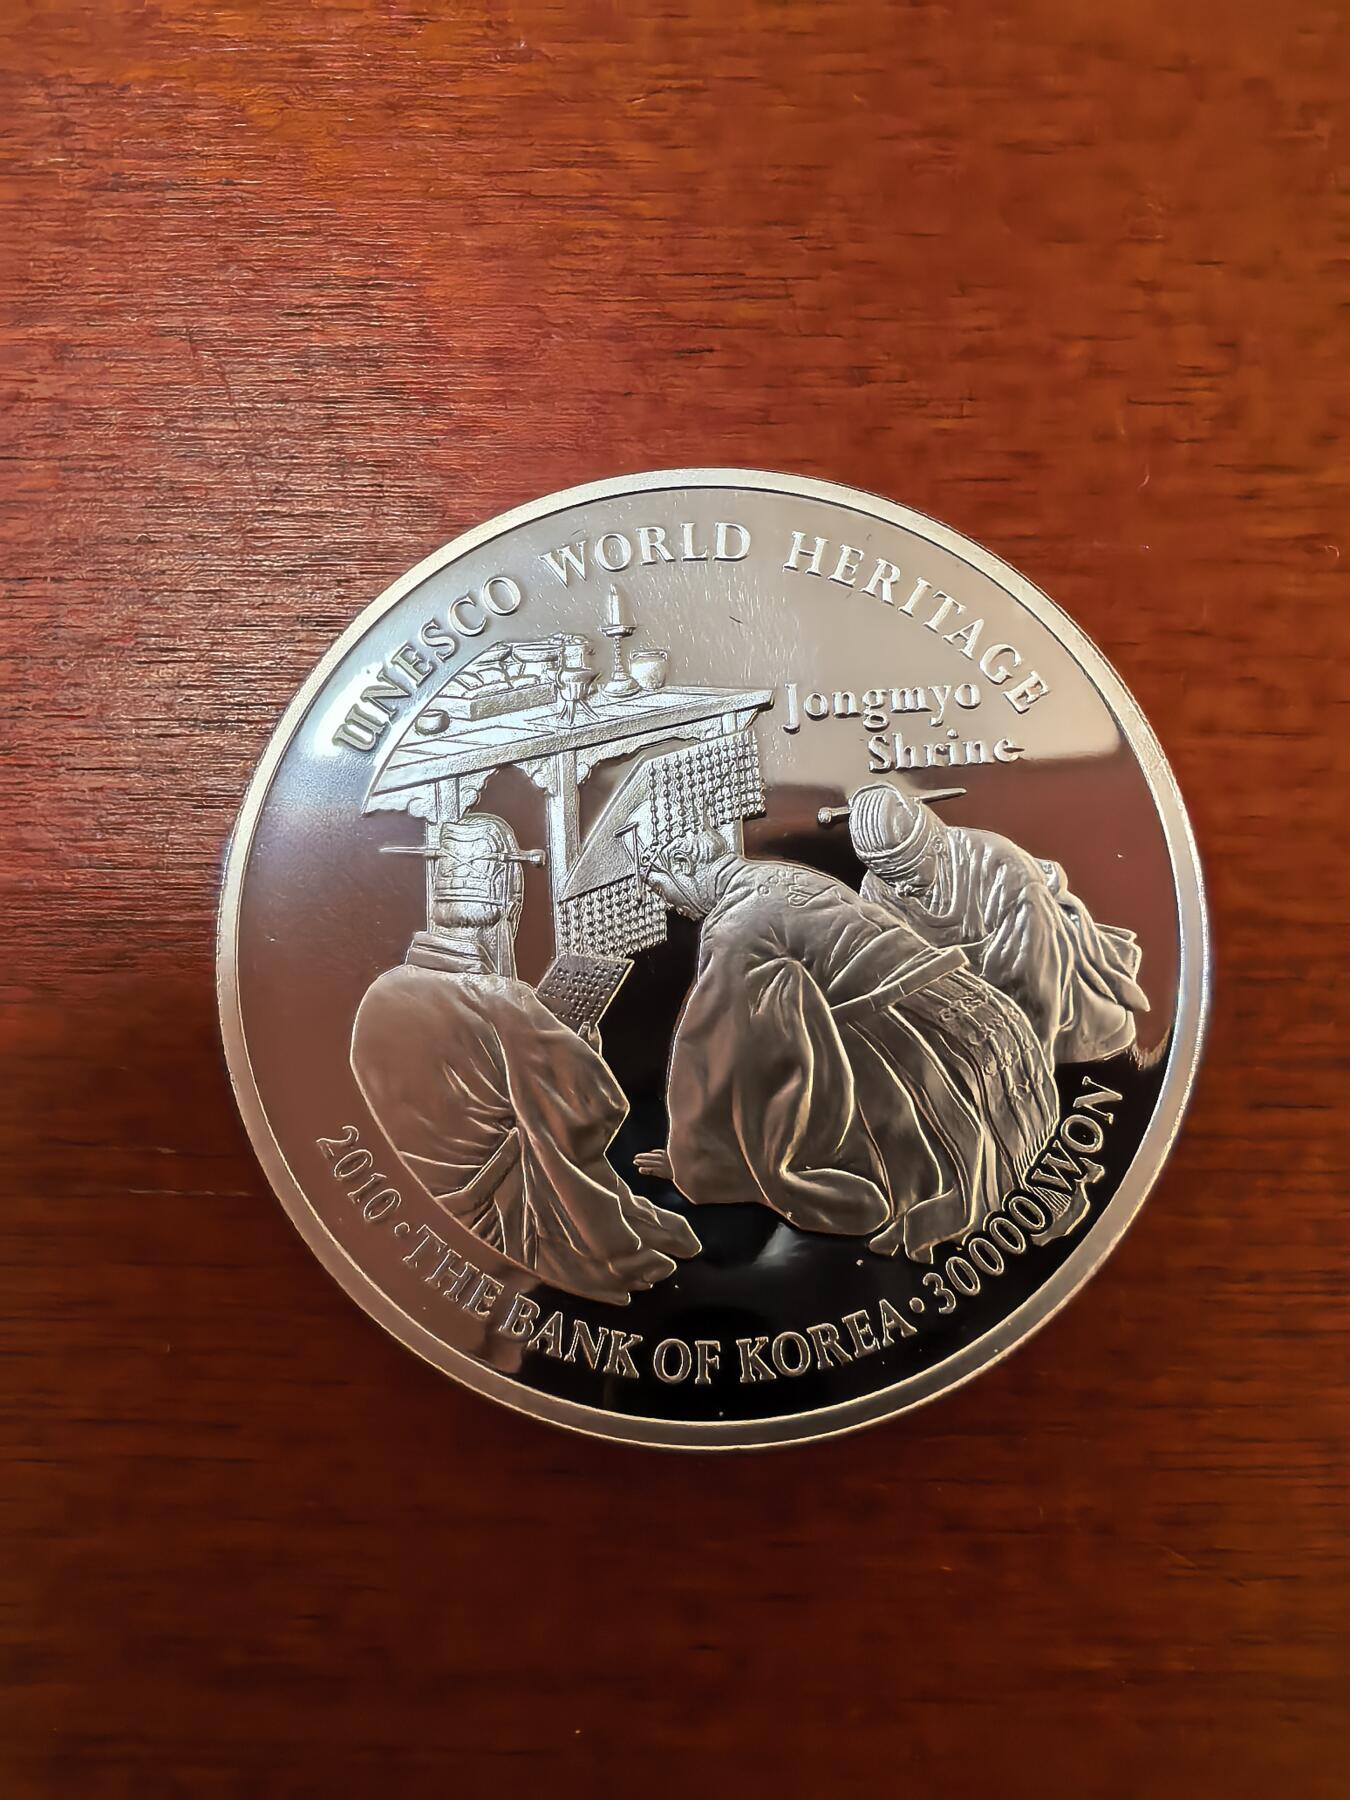 UNESCO WORLD HERITAGE
Jongmyo
Shrine
2010 • THE BANK OF KOREA • 30000 WON